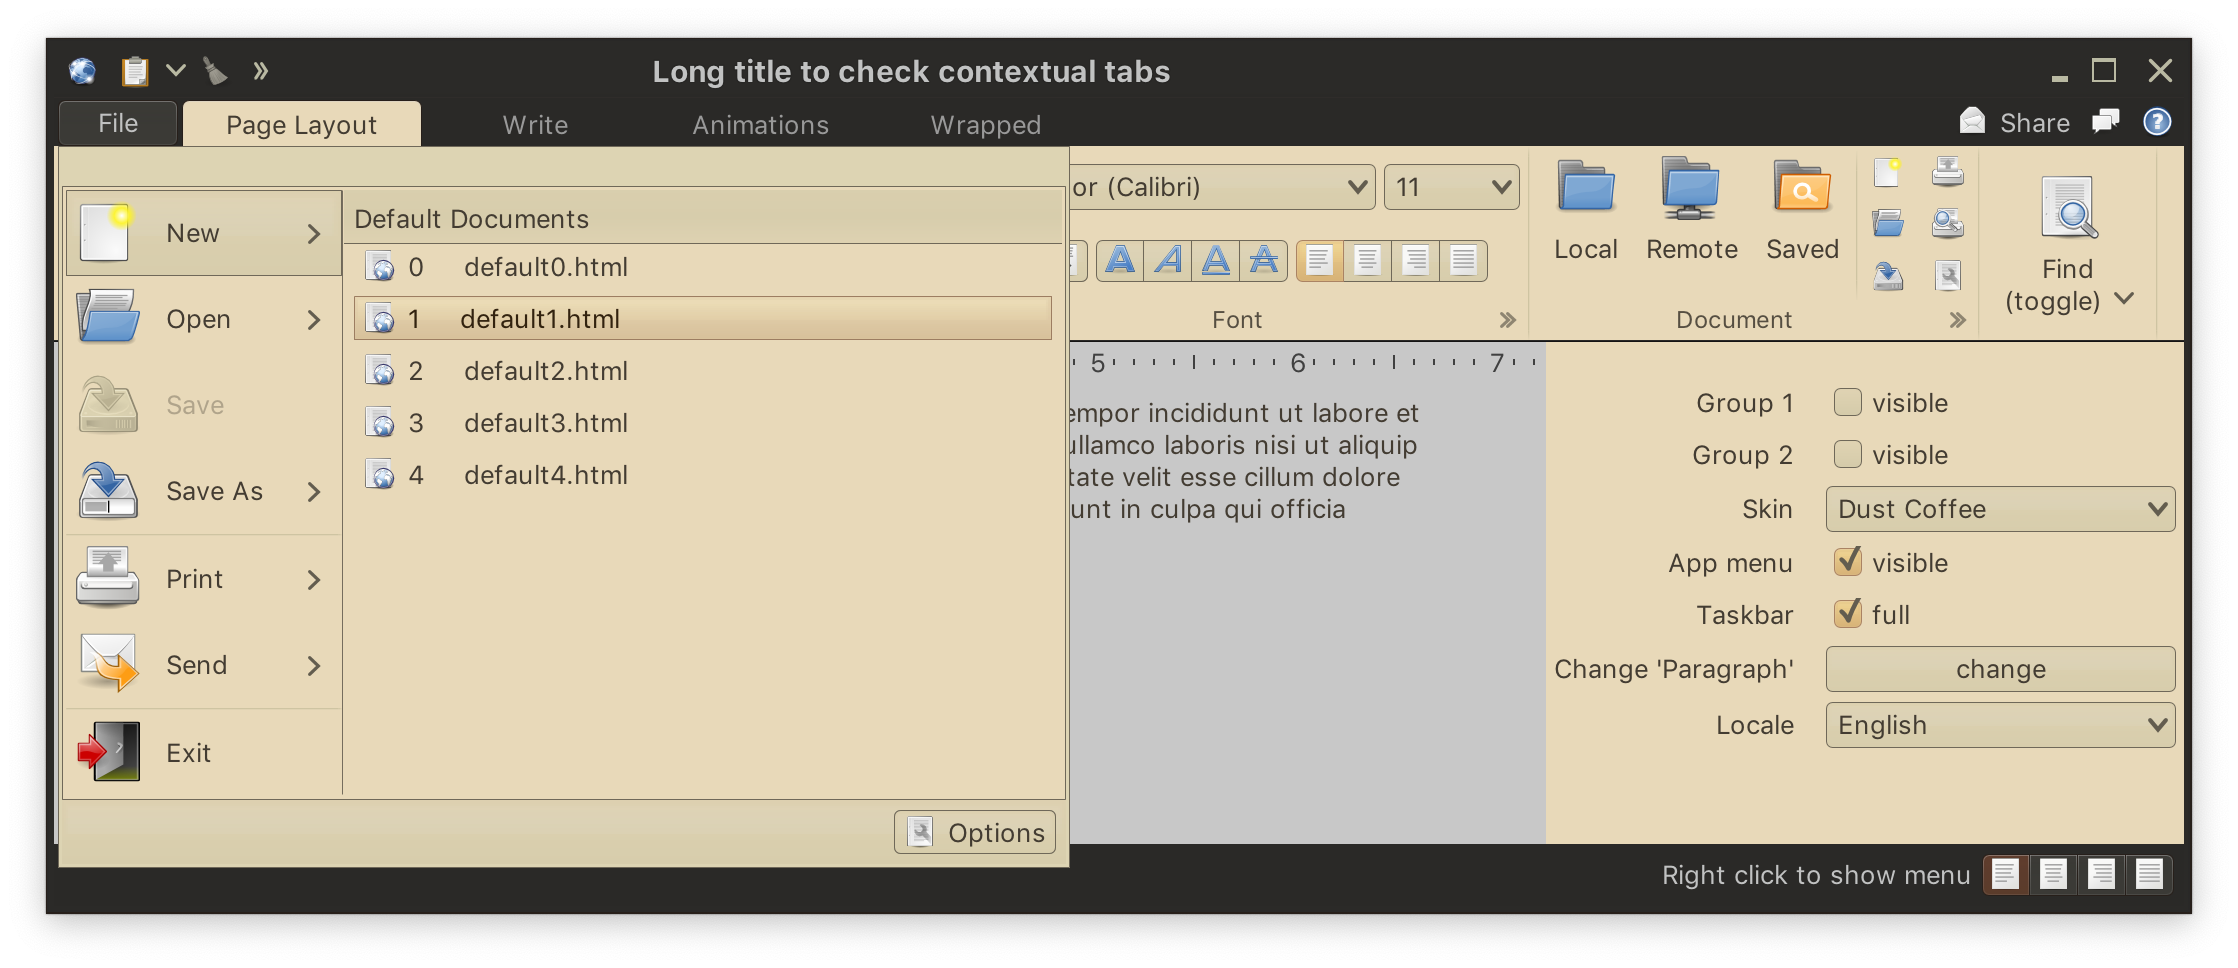 Long title to check contextual tabs
File
Page Layout
Write
Animations
Wrapped
Share
New
Open
Save
Save As
Print
Send
Exit
Default Documents
0 default0.html
1 default1.html
2 default2.html
3 default3.html
4 default4.html
Options
or (Calibri)
11
Font
Local
Remote
Saved
Document
Find
(toggle)
5 6 7
empor incididunt ut labore et
ullamco laboris nisi ut aliquip
tate velit esse cillum dolore
unt in culpa qui officia
Group 1 visible
Group 2 visible
Skin Dust Coffee
App menu visible
Taskbar full
Change 'Paragraph' change
Locale English
Right click to show menu